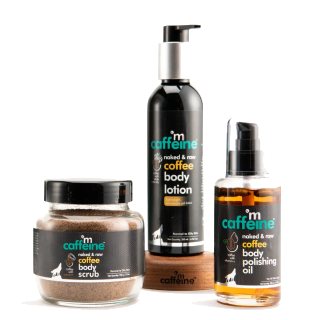 m
caffeine
naked & raw
coffee
body
lotion
m
caffeine
naked & raw
coffee
body
scrub
m
caffeine
naked & raw
coffee
body
polishing
oil
m
caffeine